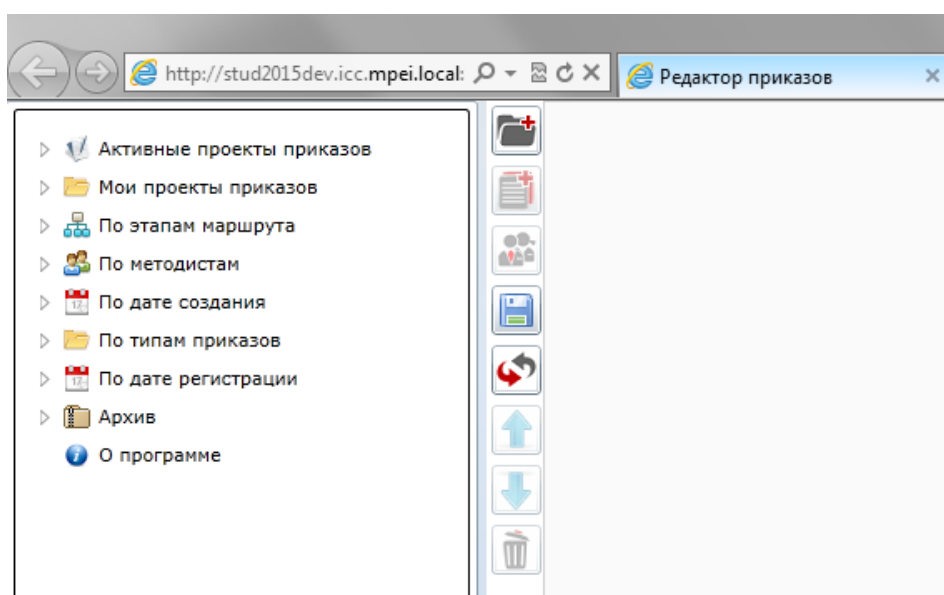 http://stud2015dev.icc.mpei.local:
Редактор приказов
Активные проекты приказов
Мои проекты приказов
По этапам маршрута
По методистам
По дате создания
По типам приказов
По дате регистрации
Архив
О программе